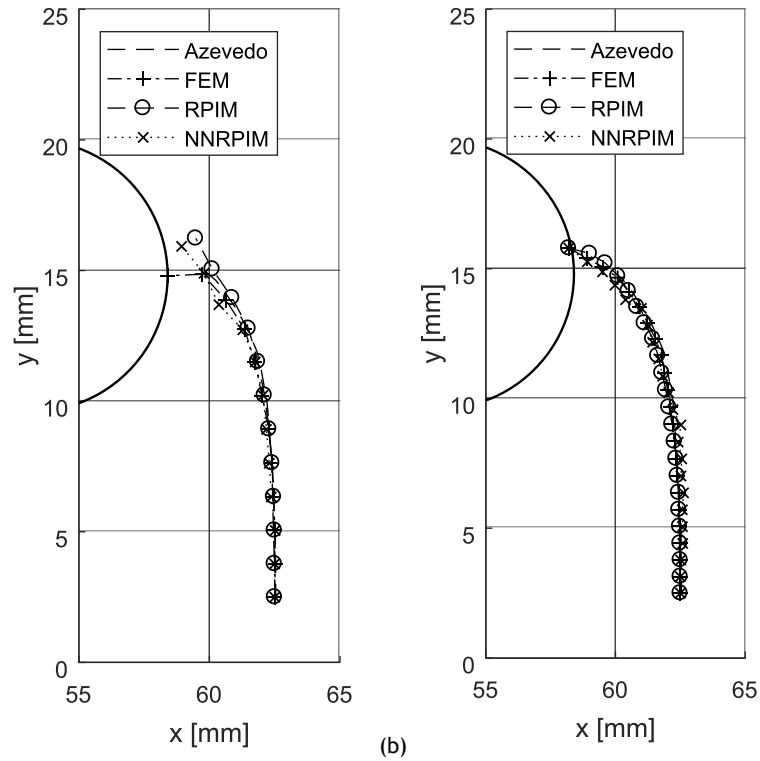 25
20
15
10
5
0
55
60
65
y [mm]
x [mm]
Azevedo
FEM
RPIM
NNRPIM
25
20
15
10
5
0
55
60
65
y [mm]
x [mm]
Azevedo
FEM
RPIM
NNRPIM
(b)